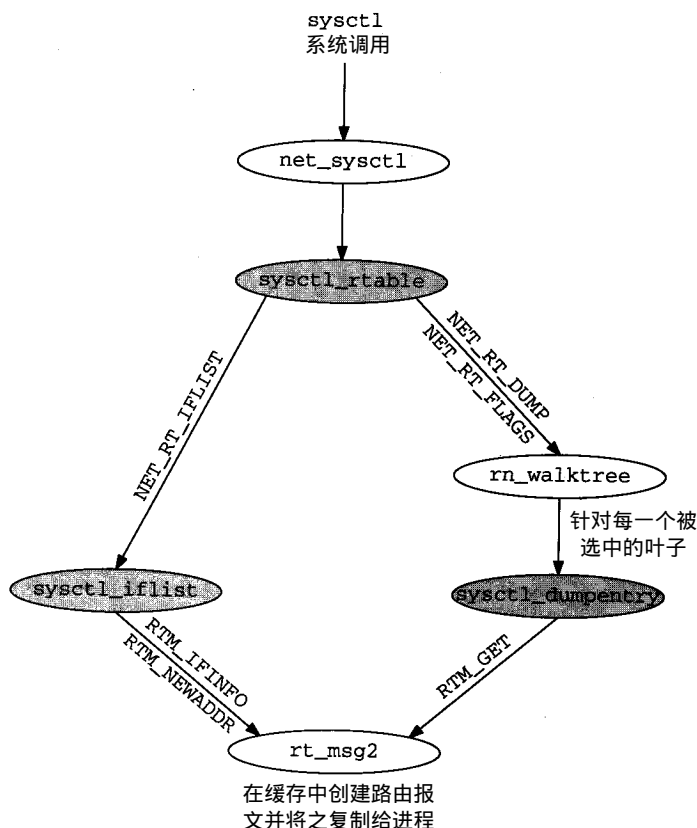 sysctl
系统调用
net_sysctl
sysctl_rtable
NET_RT_IFLIST
NET_RT_DUMP
NET_RT_FLAGS
rn_walktree
针对每一个被
选中的叶子
sysctl_iflist
sysctl_dumpentry
RTM_IFINFO
RTM_NEWADDR
RTM_GET
rt_msg2
在缓存中创建路由报
文并将之复制给进程